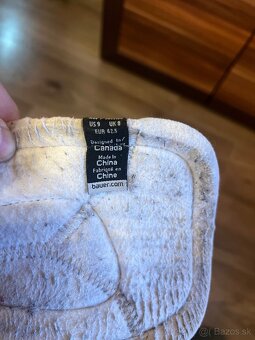 US 9 UK 8
EUR 42.5
Designed in/
Canada
Made in
China
Fabriqué en
Chine
bauer.com
Bazos.sk